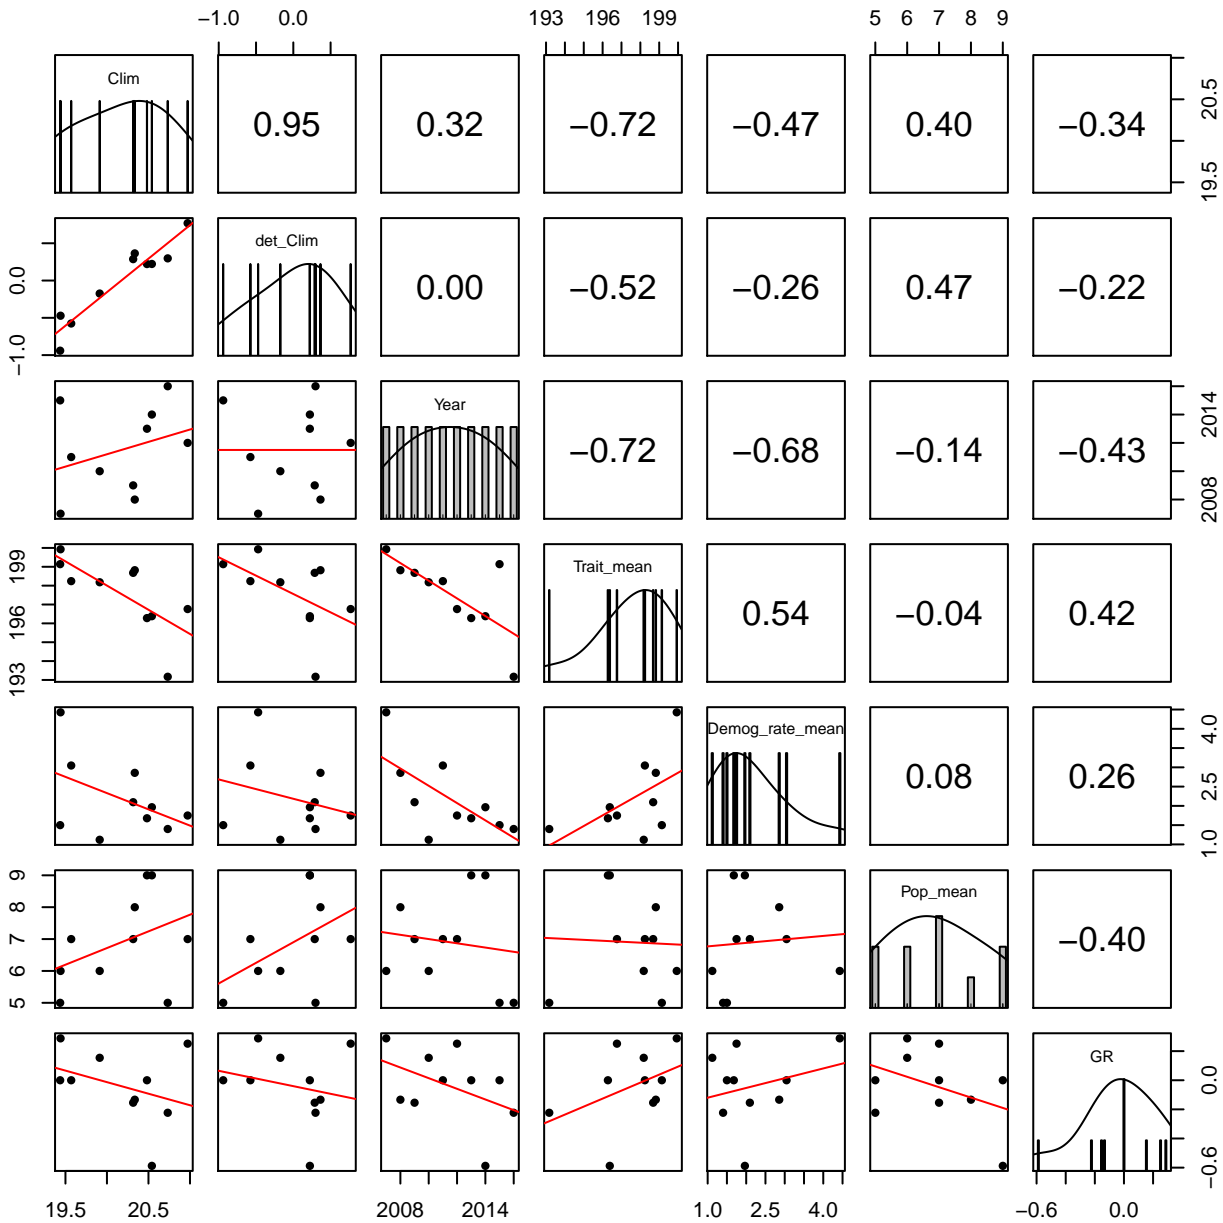 −1.0 0.0 193 196 199 5 6 7 8 9
Clim 0.95 0.32 −0.72 −0.47 0.40 −0.34 19.5 20.5
−1.0 0.0 det_Clim 0.00 −0.52 −0.26 0.47 −0.22
Year −0.72 −0.68 −0.14 −0.43 2008 2014
193 196 199 Trait_mean 0.54 −0.04 0.42
Demog_rate_mean 0.08 0.26 1.0 2.5 4.0
5 6 7 8 9 Pop_mean −0.40
GR −0.6 0.0
19.5 20.5 2008 2014 1.0 2.5 4.0 −0.6 0.0